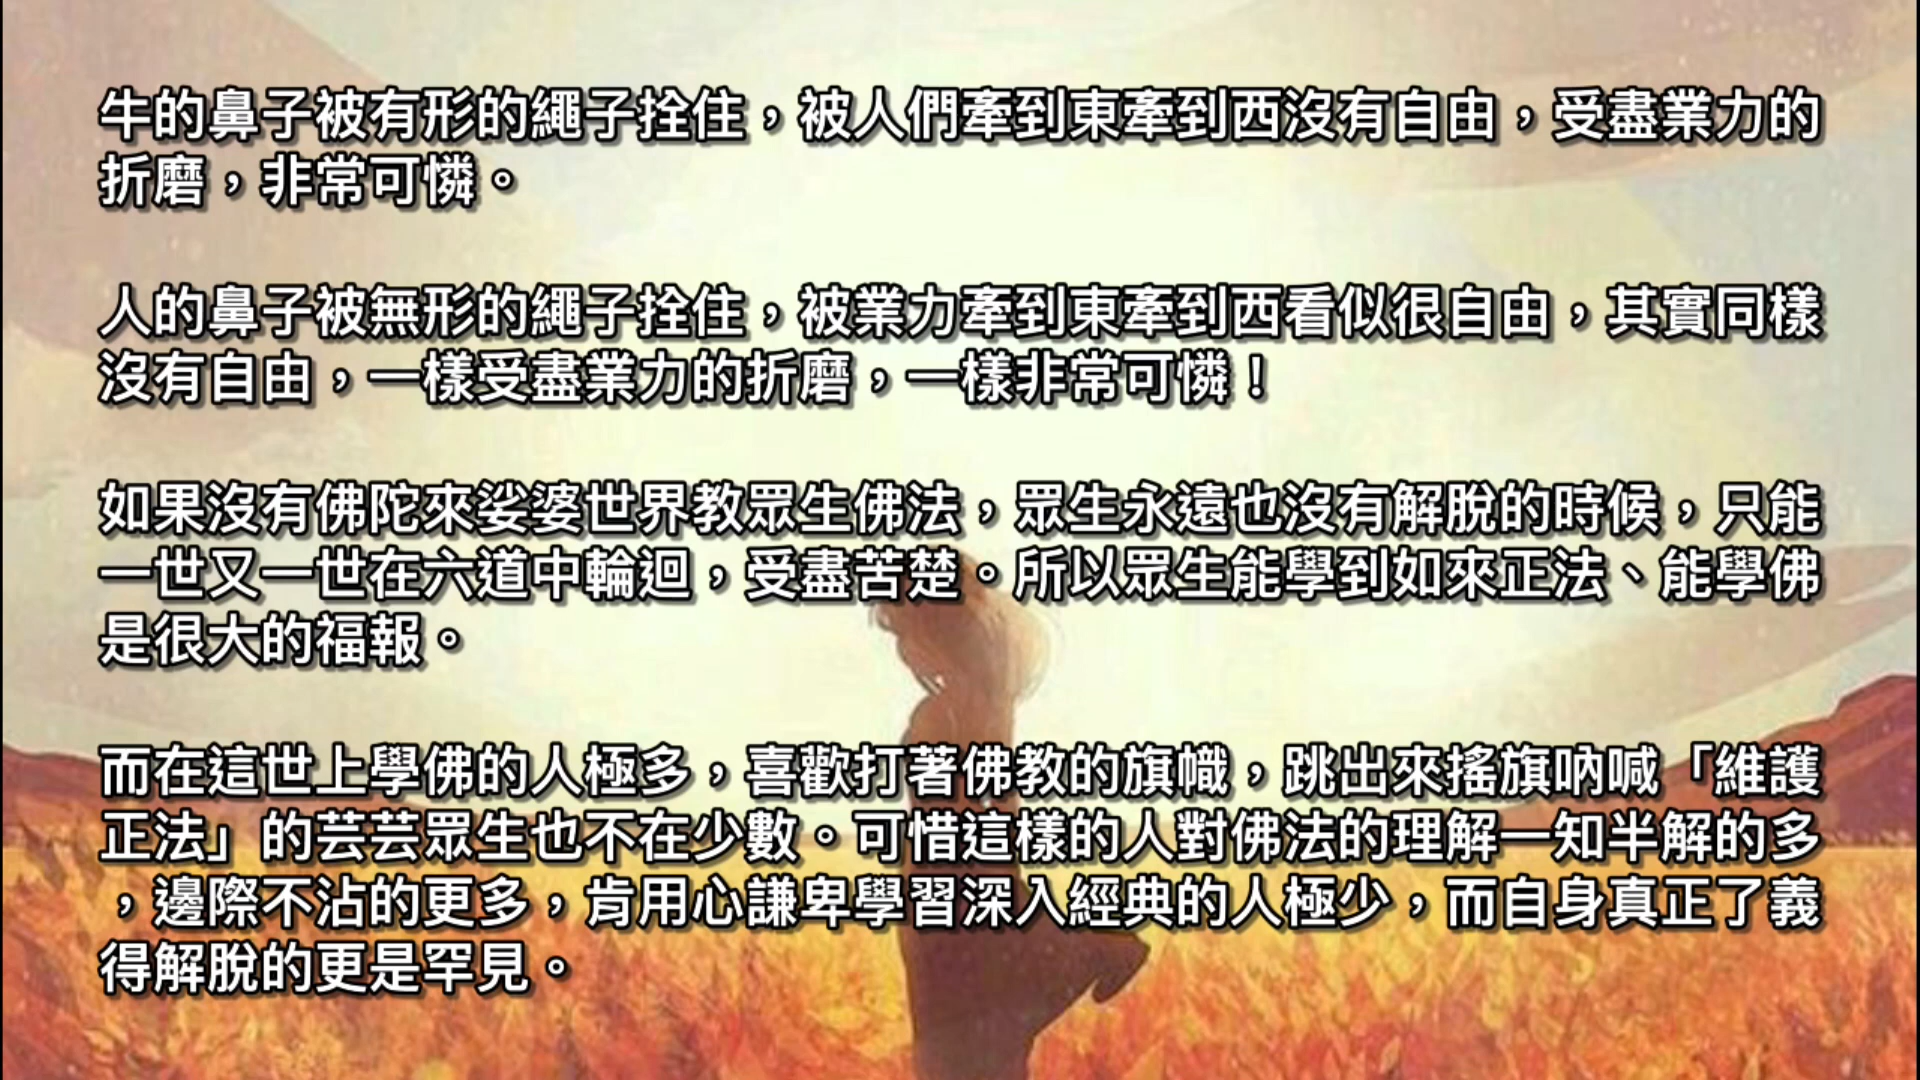 牛的鼻子被有形的繩子拴住，被人們牽到東牽到西沒有自由，受盡業力的
折磨，非常可憐。
人的鼻子被無形的繩子拴住，被業力牽到東牽到西看似很自由，其實同樣
沒有自由，一樣受盡業力的折磨，一樣非常可憐！
如果沒有佛陀來娑婆世界教眾生佛法，眾生永遠也沒有解脫的時候，只能
一世又一世在六道中輪迴，受盡苦楚。所以眾生能學到如來正法、能學佛
是很大的福報。
而在這世上學佛的人極多，喜歡打著佛教的旗幟，跳出來搖旗吶喊「維護
正法」的芸芸眾生也不在少數。可惜這樣的人對佛法的理解一知半解的多
，邊際不沾的更多，肯用心謙卑學習深入經典的人極少，而自身真正了義
得解脫的更是罕見。